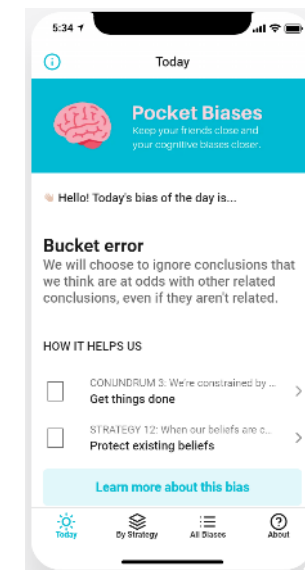 5:34
Today
Pocket Biases
Keep your friends close and
your cognitive biases closer.
👋🏻 Hello! Today's bias of the day is...
Bucket error
We will choose to ignore conclusions that
we think are at odds with other related
conclusions, even if they aren't related.
HOW IT HELPS US
CONUNDRUM 3: We're constrained by ...
Get things done
STRATEGY 12: When our beliefs are c...
Protect existing beliefs
Learn more about this bias
Today
By Strategy
All Biases
About